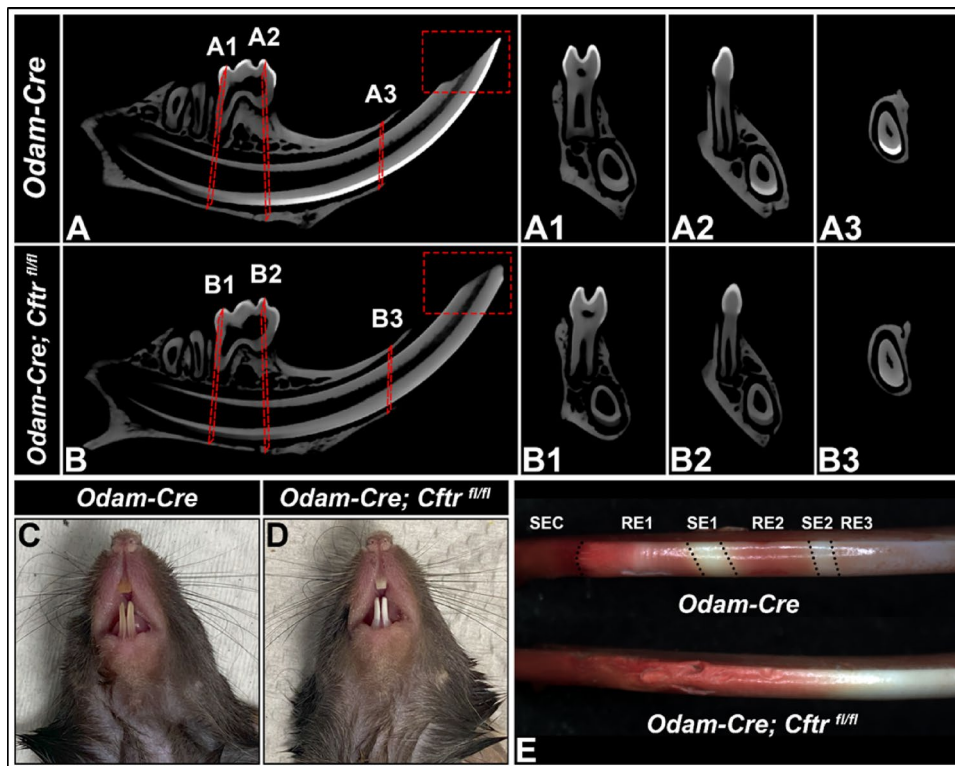 Odam-Cre
A1
A2
A3
A
A1
A2
A3
Odam-Cre; Cftr fl/fl
B1
B2
B3
B
B1
B2
B3
Odam-Cre
Odam-Cre; Cftr fl/fl
C
D
SEC
RE1
SE1
RE2
SE2
RE3
Odam-Cre
Odam-Cre; Cftr fl/fl
E